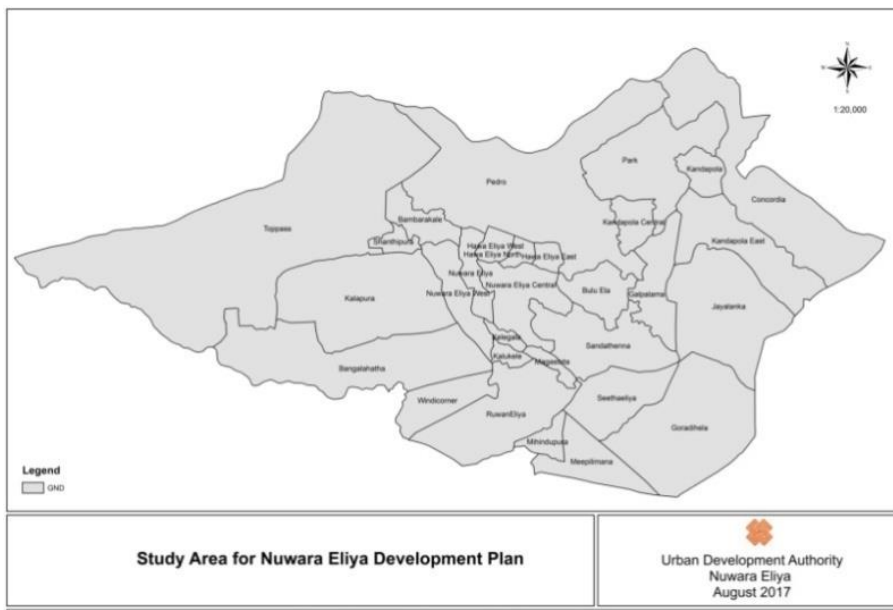 N
W
E
S
1:20,000
Park
Kandapola
Pedro
Concordia
Bambarakale
Kandapola Central
Toppass
Shanthipura
Hawa Eliya West
Kandapola East
Hawa Eliya North
Hawa Eliya East
Nuwara Eliya
Nuwara Eliya Central
Bulu Ela
Kalapura
Nuwara Eliya West
Galpalama
Jayalanka
Kelegala
Sandathenna
Kalukele
Magastota
Bangalahatha
Windicorner
Seethaeliya
RuwanEliya
Goradihela
Mihindupura
Meepilimana
Legend
GND
Study Area for Nuwara Eliya Development Plan
Urban Development Authority
Nuwara Eliya
August 2017